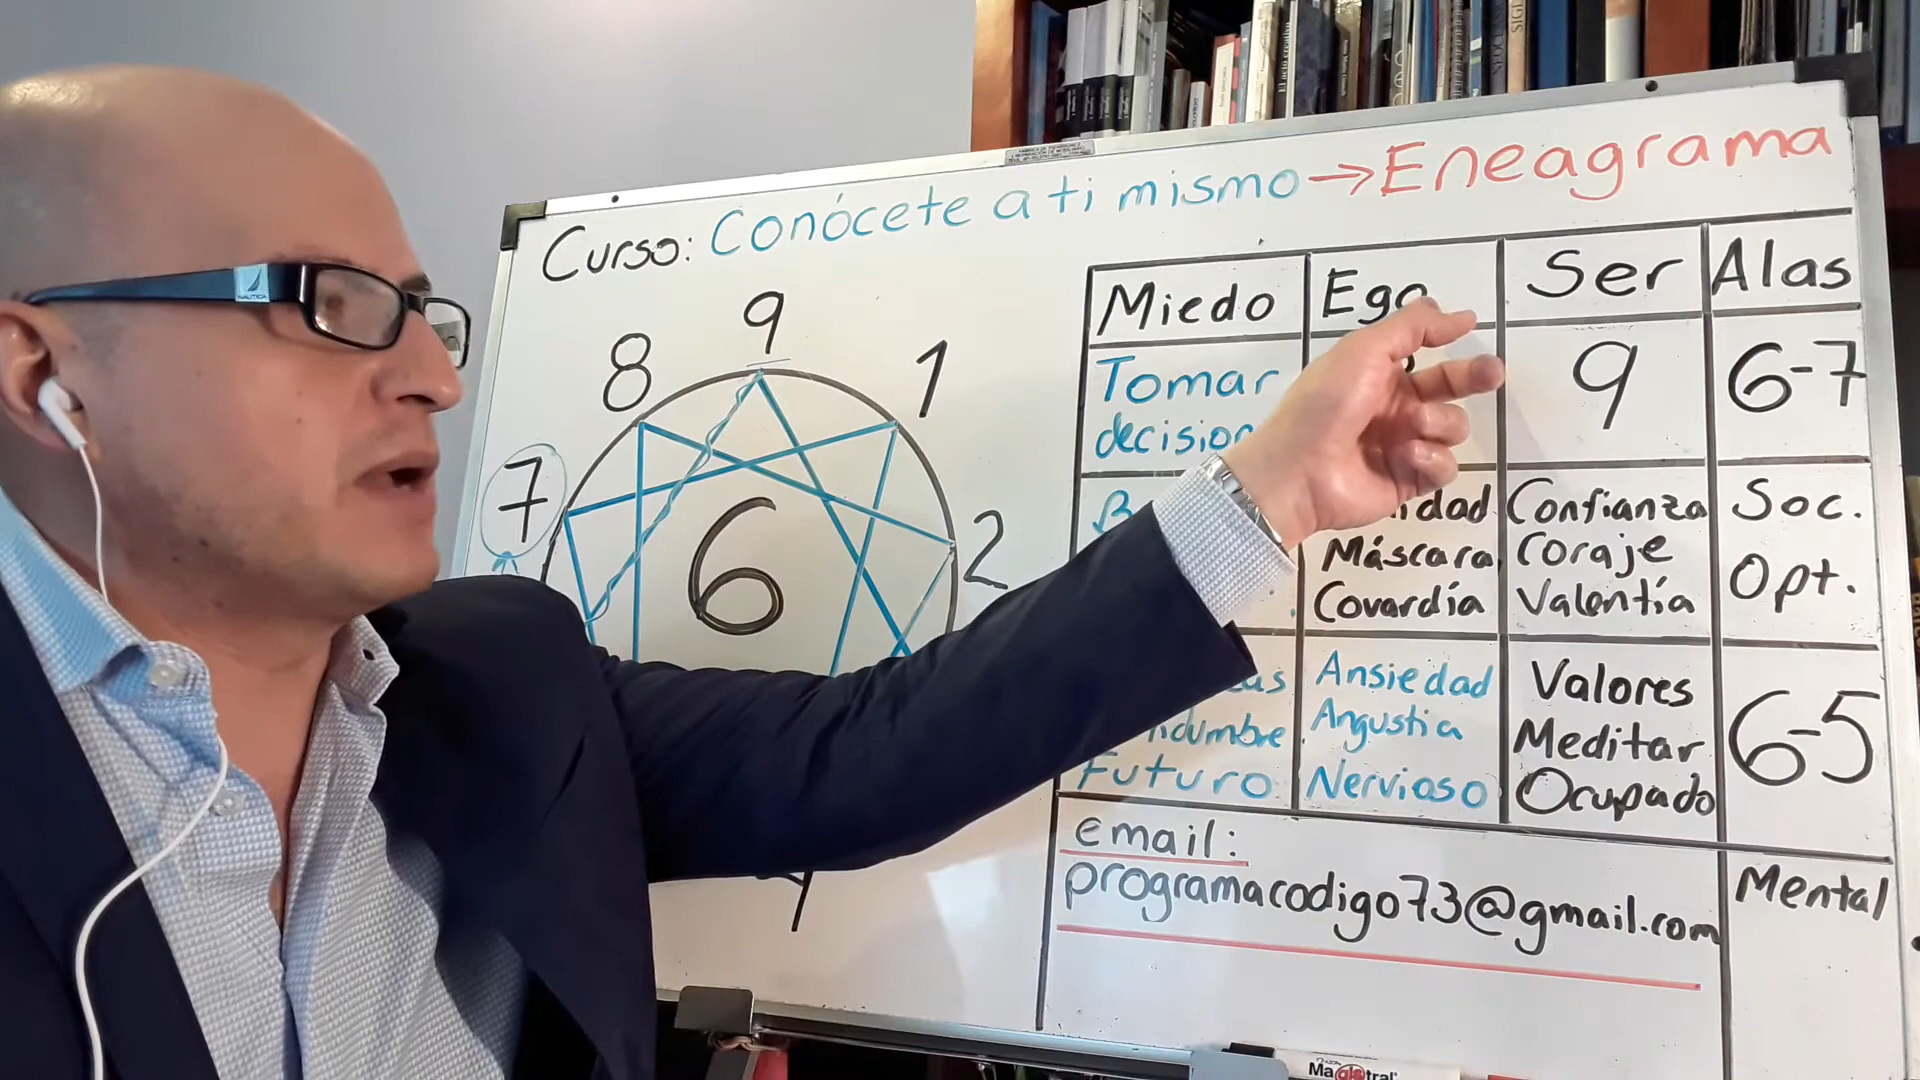 Curso: Conócete a ti mismo → Eneagrama
9
8
1
7
2
6
Miedo Ego Ser Alas
Tomar 9 6-7
Confianza Soc.
Máscara Coraje
Covardía Valentía Opt.
Ansiedad Valores
Angustia Meditar 6-5
Futuro Nervioso Ocupado
email:
programacodigo73@gmail.com
Mental
NAUTICA
Magistral